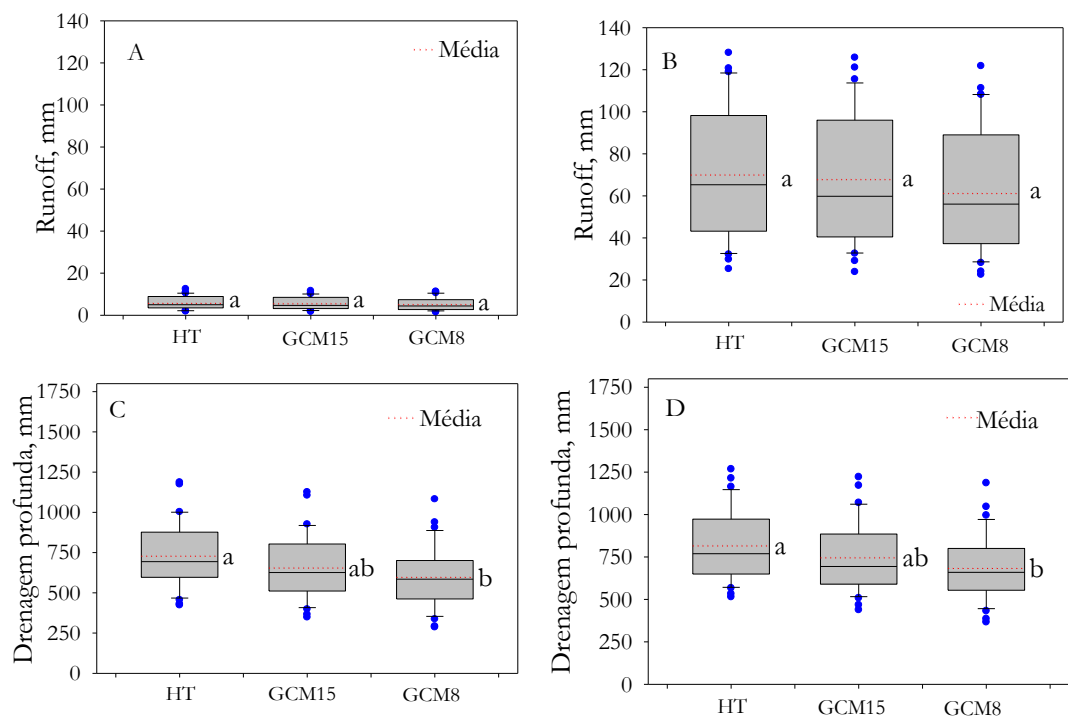 A
Média
Runoff, mm
140
120
100
80
60
40
20
0
a
a
a
HT
GCM15
GCM8
B
Média
Runoff, mm
140
120
100
80
60
40
20
0
a
a
a
HT
GCM15
GCM8
C
Média
Drenagem profunda, mm
1750
1500
1250
1000
750
500
250
0
a
ab
b
HT
GCM15
GCM8
D
Média
Drenagem profunda, mm
1750
1500
1250
1000
750
500
250
0
a
ab
b
HT
GCM15
GCM8